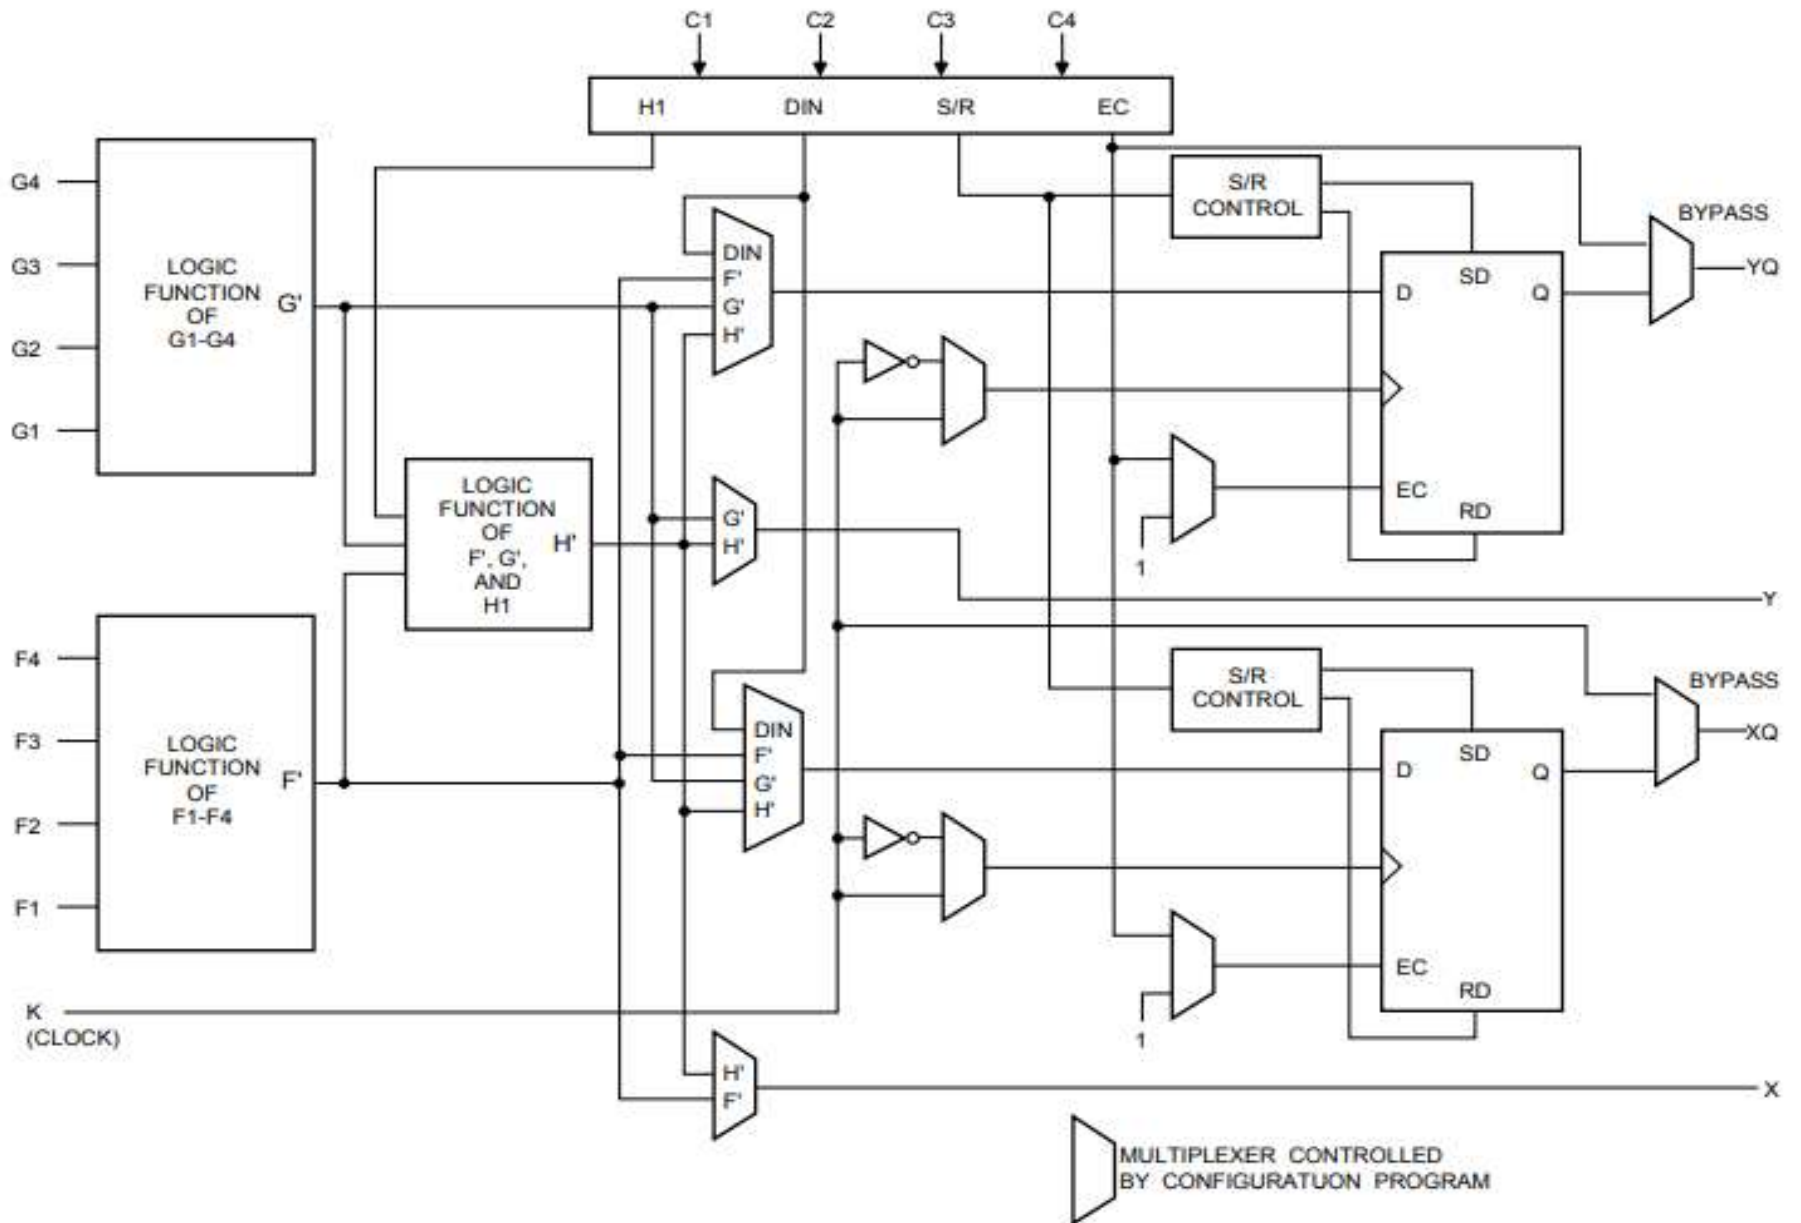 C1 C2 C3 C4
H1 DIN S/R EC
G4
G3
G2
G1
LOGIC
FUNCTION
OF
G1-G4
G'
DIN
F'
G'
H'
S/R
CONTROL
BYPASS
YQ
D
SD
Q
EC
RD
1
LOGIC
FUNCTION
OF
F', G',
AND
H1
H'
G'
H'
Y
F4
F3
F2
F1
LOGIC
FUNCTION
OF
F1-F4
F'
DIN
F'
G'
H'
S/R
CONTROL
BYPASS
XQ
D
SD
Q
EC
RD
1
K
(CLOCK)
H'
F'
X
MULTIPLEXER CONTROLLED
BY CONFIGURATUON PROGRAM